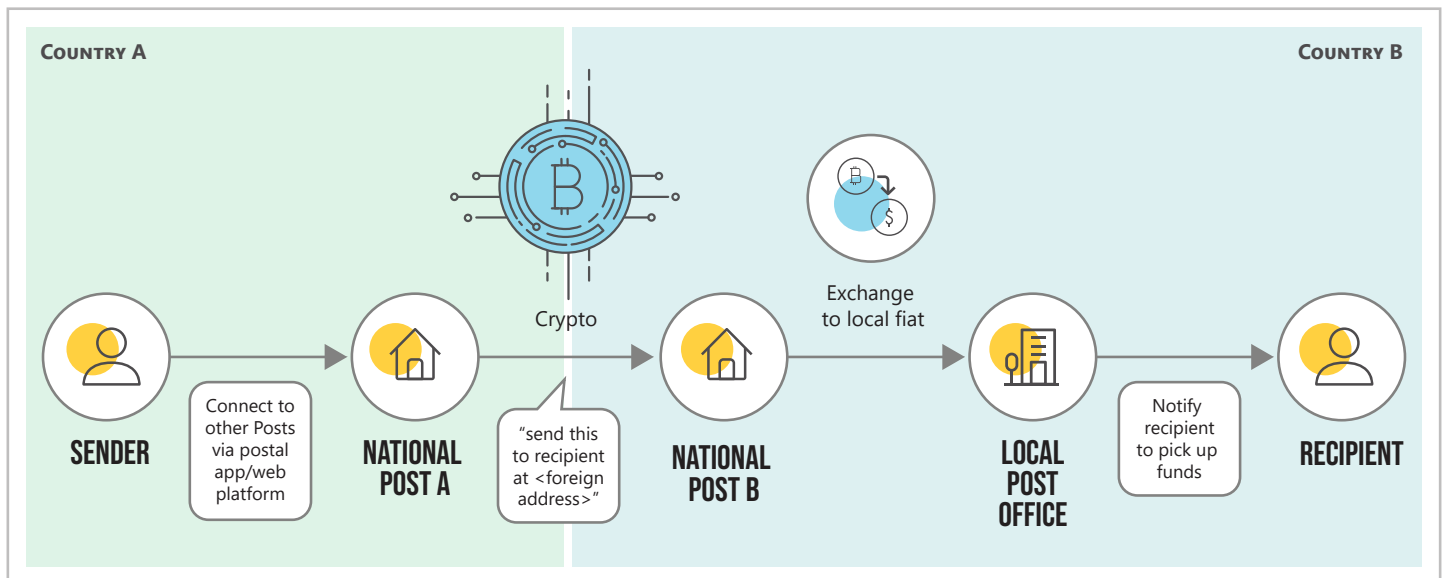 COUNTRY A
COUNTRY B
Crypto
Exchange
to local fiat
$
Connect to
other Posts
via postal
app/web
platform
"send this
to recipient
at <foreign
address>"
Notify
recipient
to pick up
funds
SENDER
NATIONAL
POST A
NATIONAL
POST B
LOCAL
POST
OFFICE
RECIPIENT